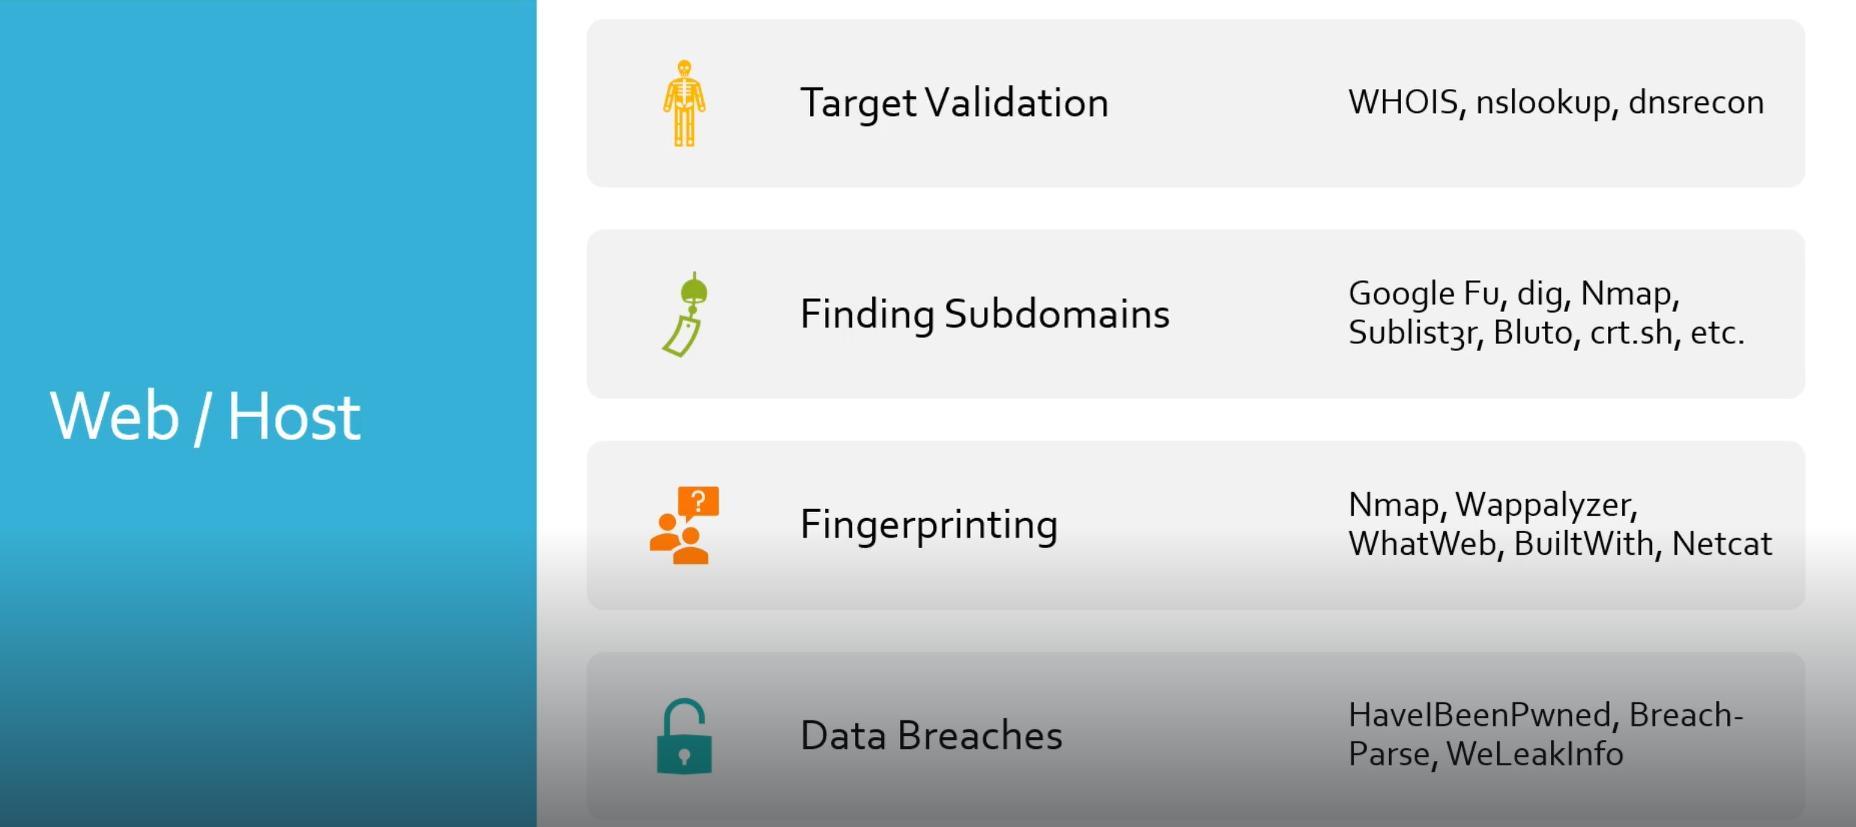 Web / Host
Target Validation
WHOIS, nslookup, dnsrecon
Finding Subdomains
Google Fu, dig, Nmap,
Sublist3r, Bluto, crt.sh, etc.
?
Fingerprinting
Nmap, Wappalyzer,
WhatWeb, BuiltWith, Netcat
Data Breaches
HaveIBeenPwned, Breach-
Parse, WeLeakInfo